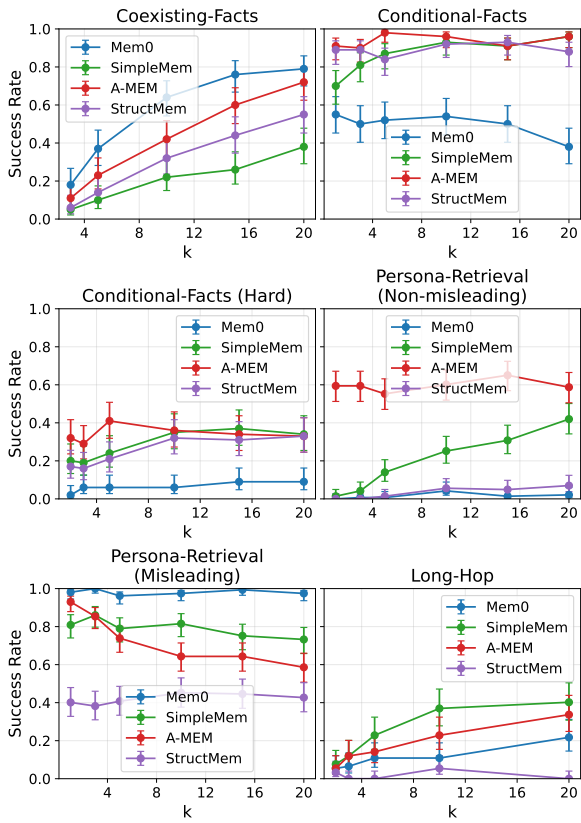 Coexisting-Facts
Conditional-Facts
1.0
0.8
0.6
0.4
0.2
0.0
Success Rate
Mem0
SimpleMem
A-MEM
StructMem
Mem0
SimpleMem
A-MEM
StructMem
4 8 12 16 20
4 8 12 16 20
k
k
Conditional-Facts (Hard)
Persona-Retrieval
(Non-misleading)
1.0
0.8
0.6
0.4
0.2
0.0
Success Rate
Mem0
SimpleMem
A-MEM
StructMem
Mem0
SimpleMem
A-MEM
StructMem
4 8 12 16 20
4 8 12 16 20
k
k
Persona-Retrieval
(Misleading)
Long-Hop
1.0
0.8
0.6
0.4
0.2
0.0
Success Rate
Mem0
SimpleMem
A-MEM
StructMem
Mem0
SimpleMem
A-MEM
StructMem
4 8 12 16 20
4 8 12 16 20
k
k